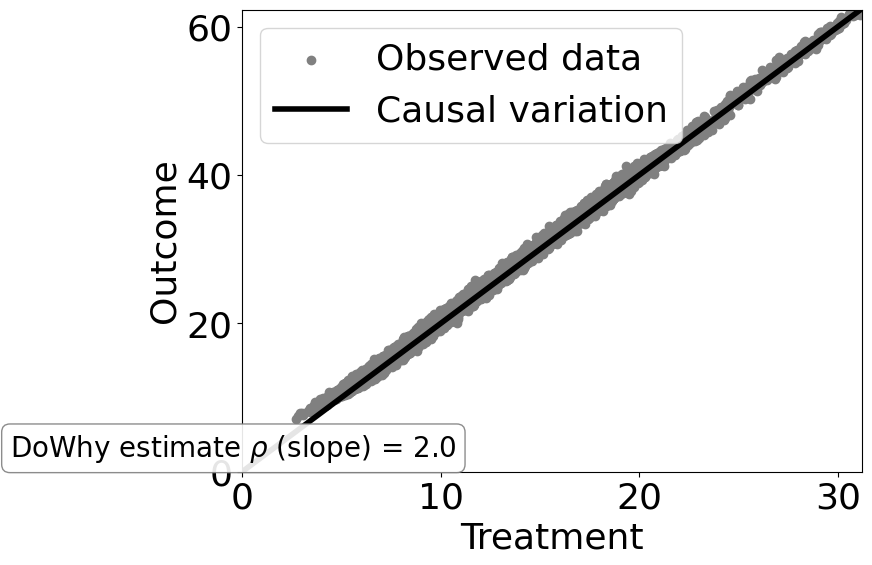 60
40
20
0
Outcome
Observed data
Causal variation
DoWhy estimate ρ (slope) = 2.0
0 10 20 30
Treatment